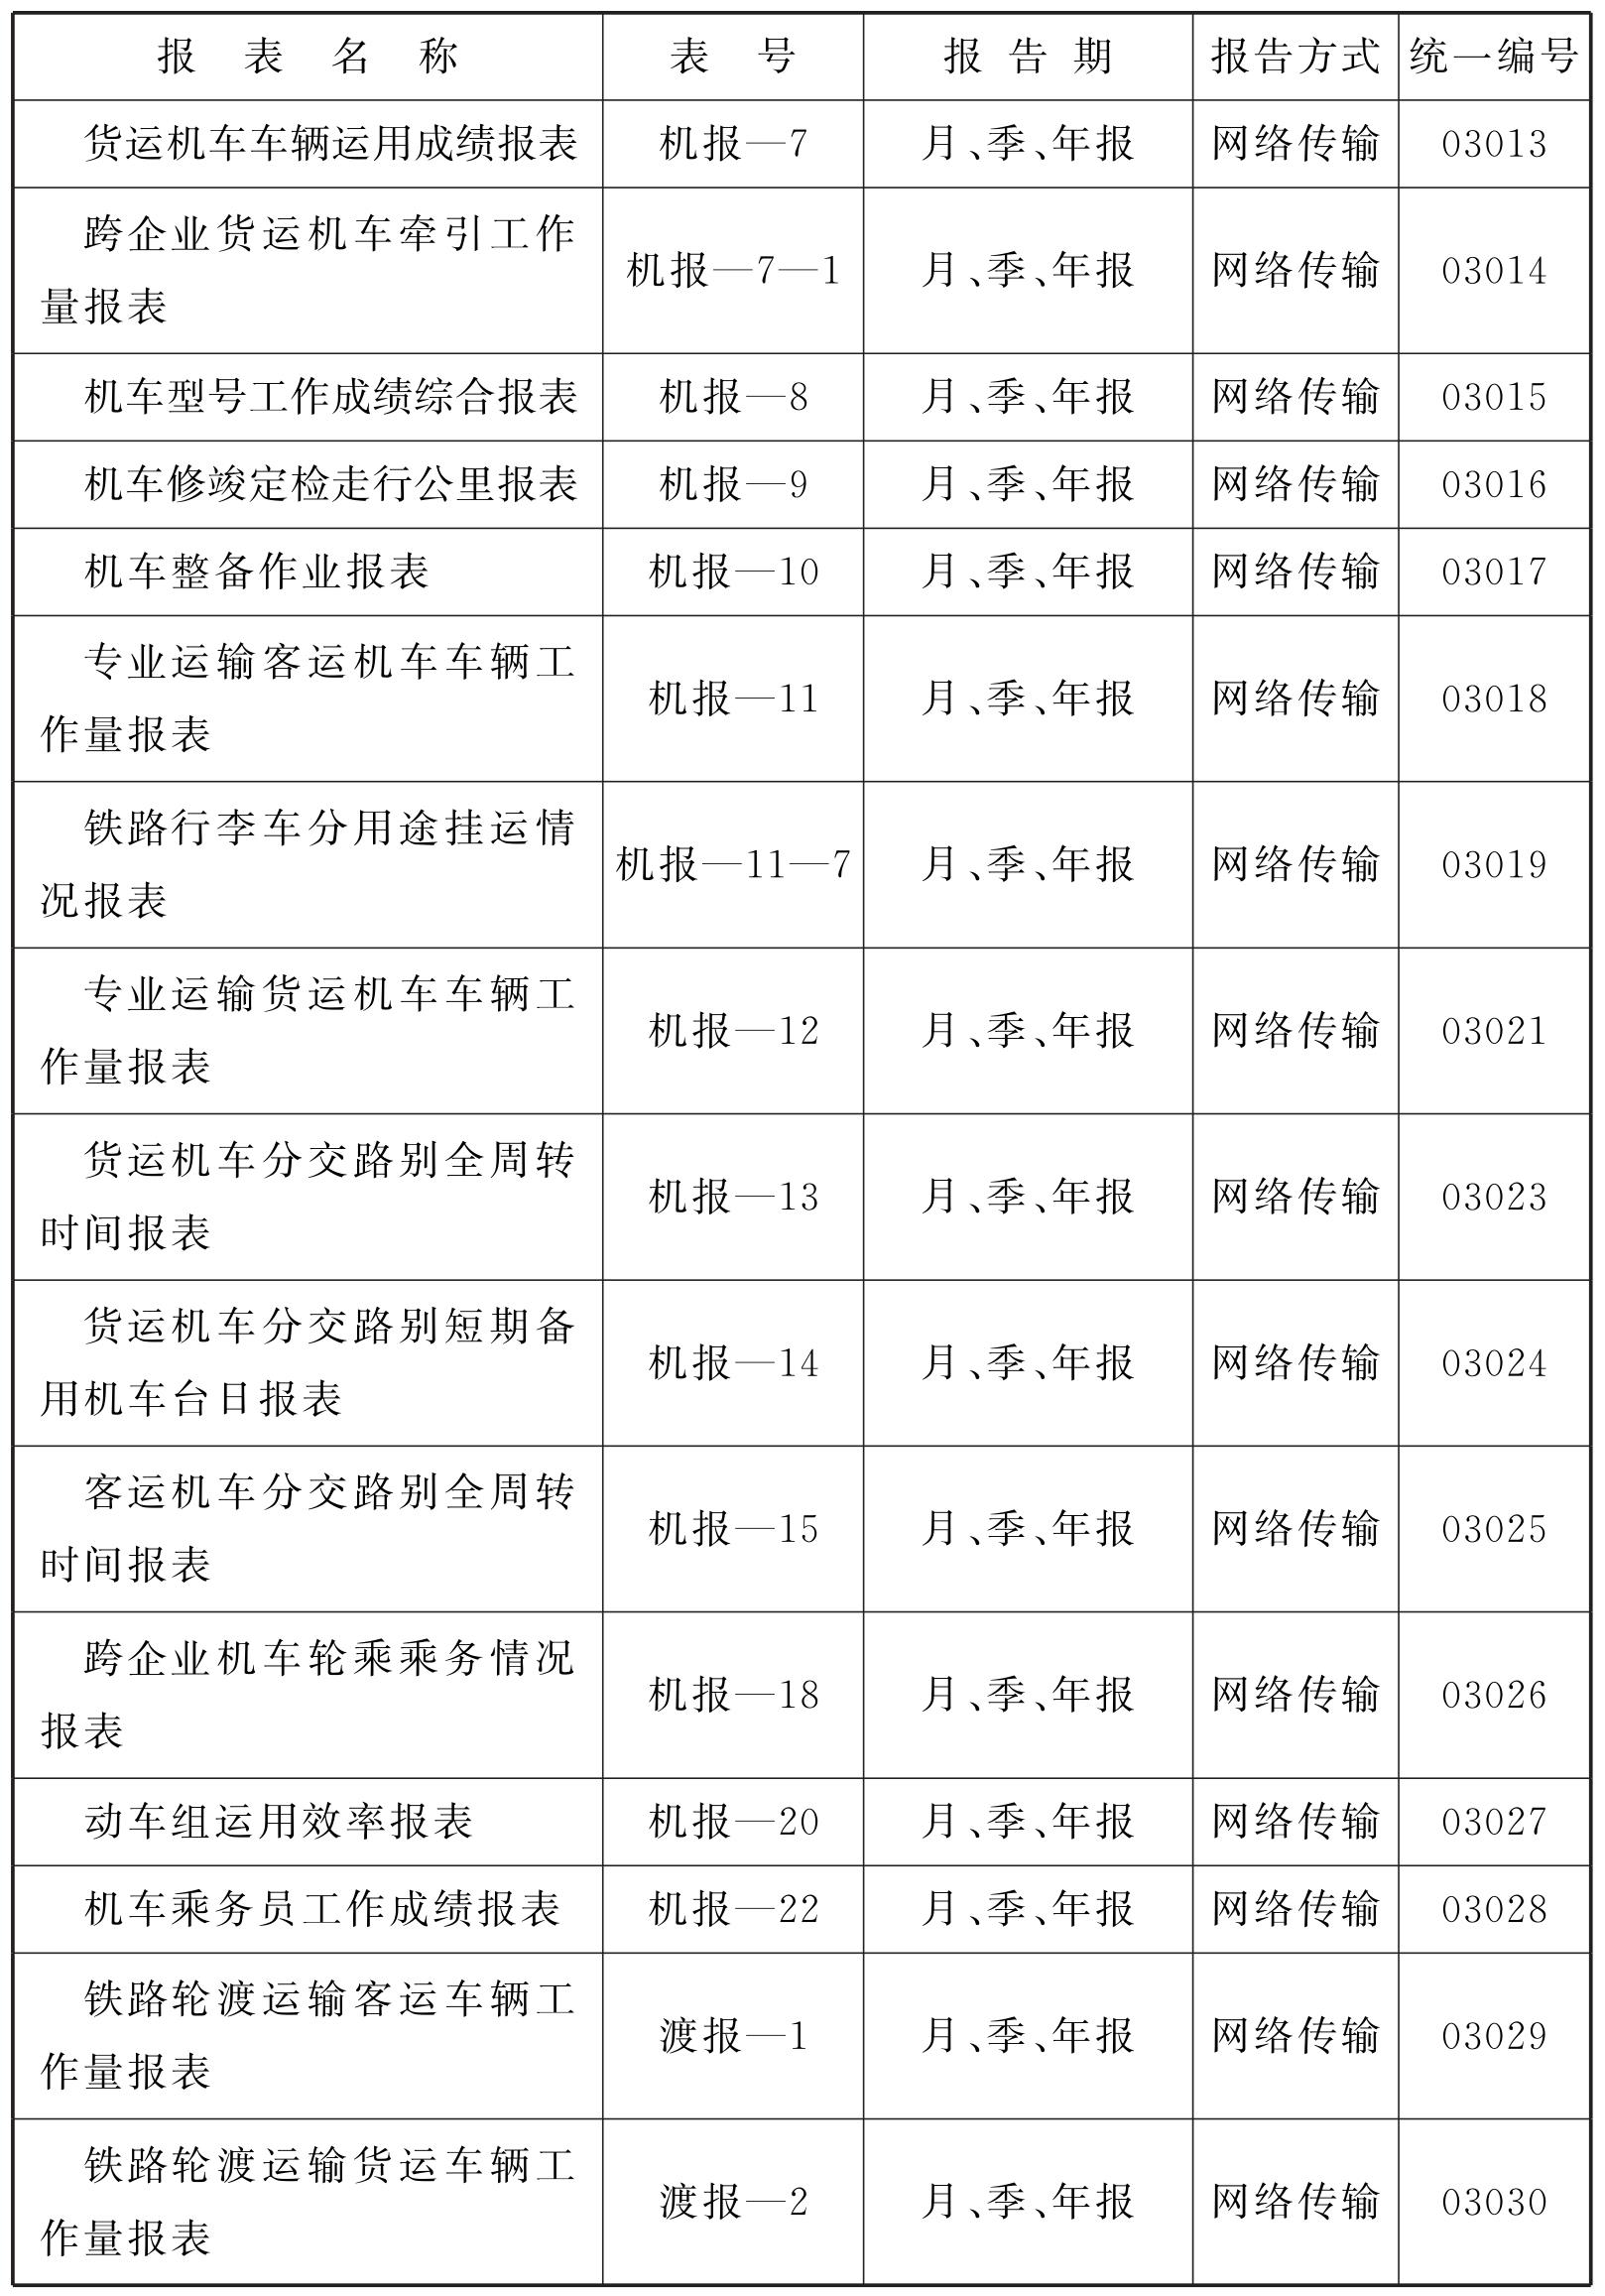 报 表 名 称 表 号 报 告 期 报告方式 统一编号
货运机车车辆运用成绩报表 机报—7 月、季、年报 网络传输 03013
跨企业货运机车牵引工作
量报表 机报—7—1 月、季、年报 网络传输 03014
机车型号工作成绩综合报表 机报—8 月、季、年报 网络传输 03015
机车修竣定检走行公里报表 机报—9 月、季、年报 网络传输 03016
机车整备作业报表 机报—10 月、季、年报 网络传输 03017
专业运输客运机车车辆工
作量报表 机报—11 月、季、年报 网络传输 03018
铁路行李车分用途挂运情
况报表 机报—11—7 月、季、年报 网络传输 03019
专业运输货运机车车辆工
作量报表 机报—12 月、季、年报 网络传输 03021
货运机车分交路别全周转
时间报表 机报—13 月、季、年报 网络传输 03023
货运机车分交路别短期备
用机车台日报表 机报—14 月、季、年报 网络传输 03024
客运机车分交路别全周转
时间报表 机报—15 月、季、年报 网络传输 03025
跨企业机车轮乘乘务情况
报表 机报—18 月、季、年报 网络传输 03026
动车组运用效率报表 机报—20 月、季、年报 网络传输 03027
机车乘务员工作成绩报表 机报—22 月、季、年报 网络传输 03028
铁路轮渡运输客运车辆工
作量报表 渡报—1 月、季、年报 网络传输 03029
铁路轮渡运输货运车辆工
作量报表 渡报—2 月、季、年报 网络传输 03030